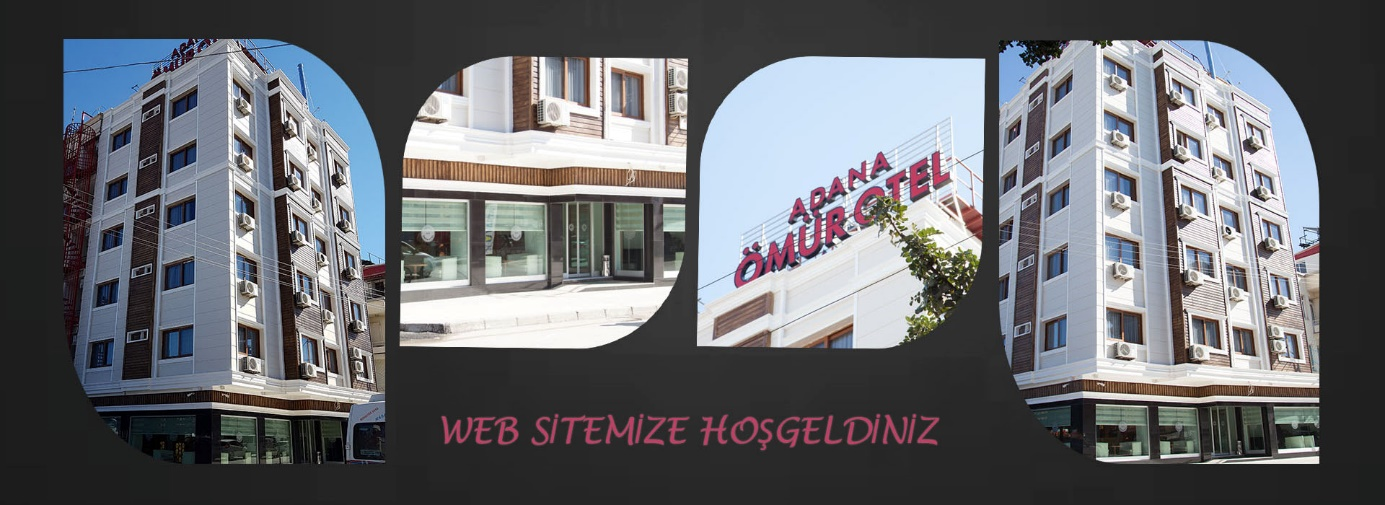 ADANA
ÖMÜR OTEL
WEB SİTEMİZE HOŞGELDİNİZ